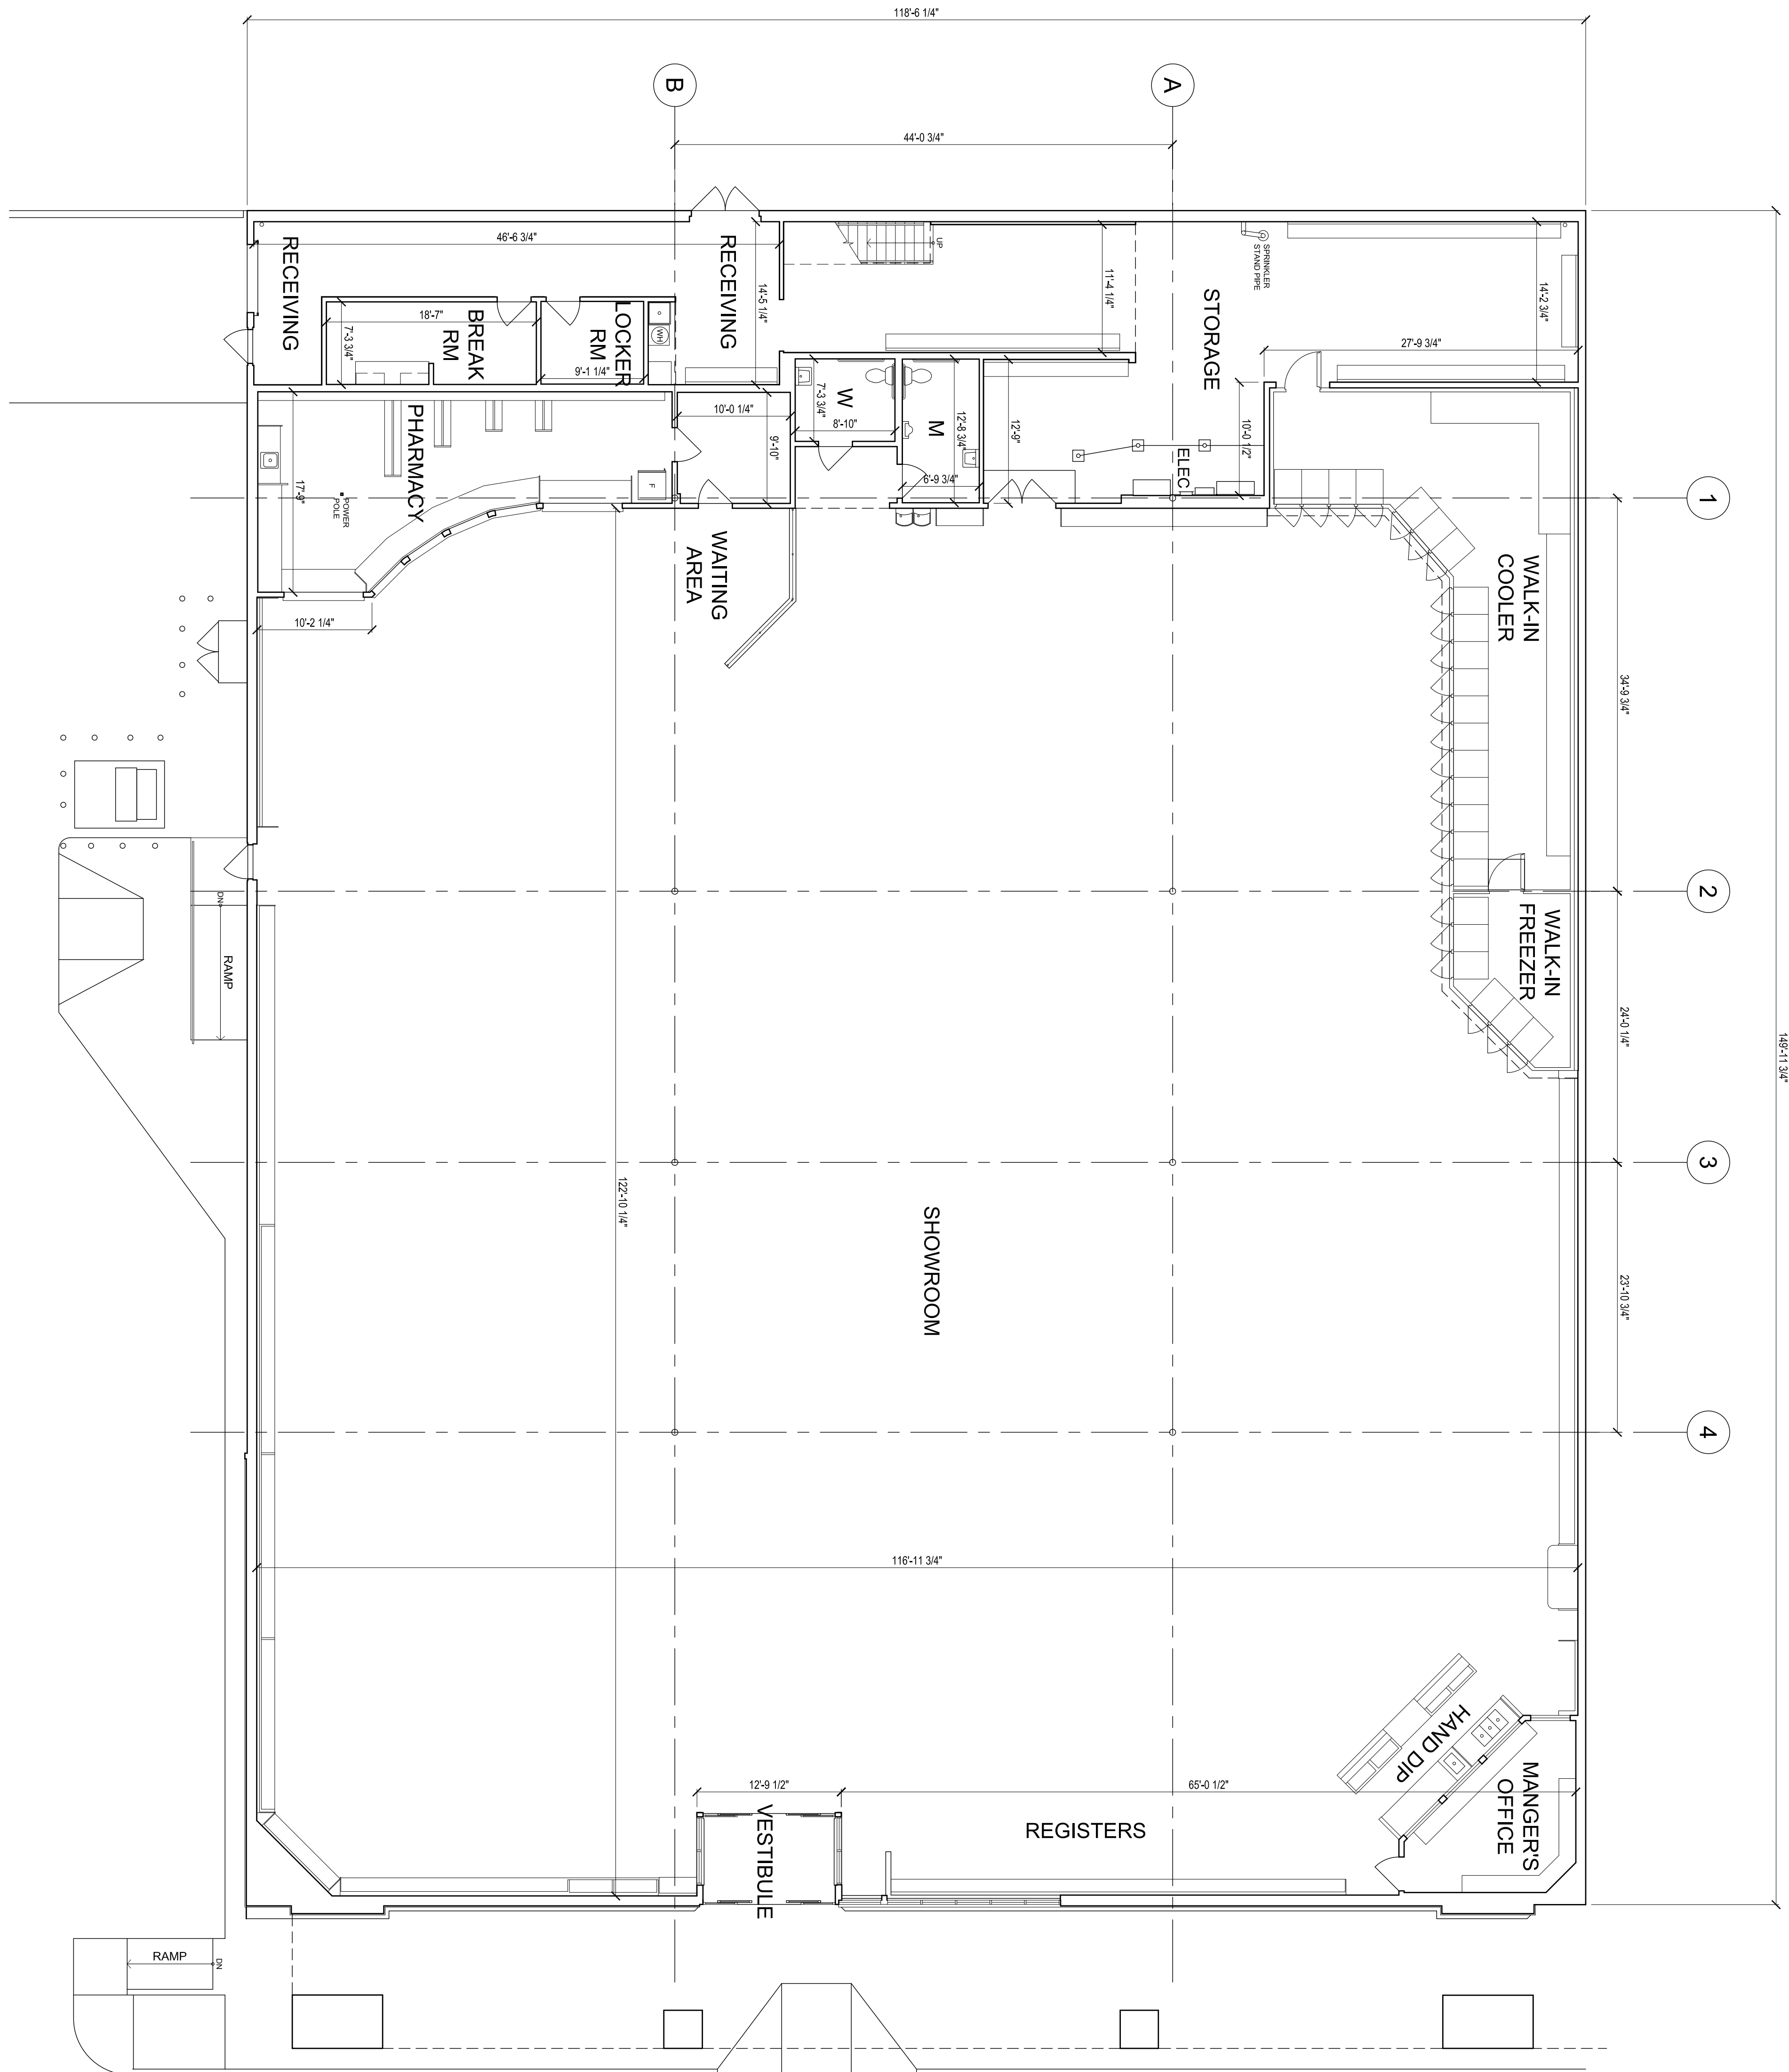 118'-6 1/4"
B
A
44'-0 3/4"
46'-6 3/4"
RECEIVING
RECEIVING
14'-5 1/4"
UP
11'-4 1/4"
SPRINKLER
STAND PIPE
STORAGE
14'-2 3/4"
27'-9 3/4"
18'-7"
7'-3 3/4"
BREAK
RM
LOCKER
RM
9'-1 1/4"
WH
W
7'-3 3/4"
8'-10"
M
12'-8 3/4"
6'-9 3/4"
12'-9"
10'-0 1/2"
ELEC
PHARMACY
17'-9"
POWER
POLE
F
10'-0 1/4"
9'-10"
1
WAITING
AREA
10'-2 1/4"
WALK-IN
COOLER
34'-9 3/4"
2
WALK-IN
FREEZER
24'-0 1/4"
DN
RAMP
149'-11 3/4"
3
122'-10 1/4"
SHOWROOM
23'-10 3/4"
4
116'-11 3/4"
HAND DIP
MANGER'S
OFFICE
12'-9 1/2"
65'-0 1/2"
VESTIBULE
REGISTERS
RAMP
DN